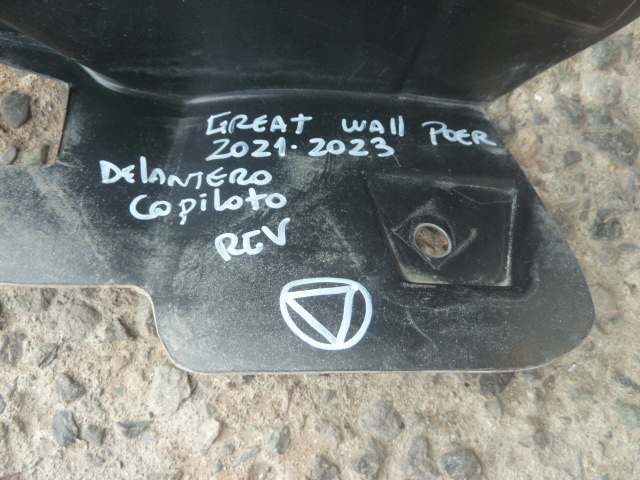 GREAT WALL POER
2021-2023
DELANTERO
COPILOTO
REV